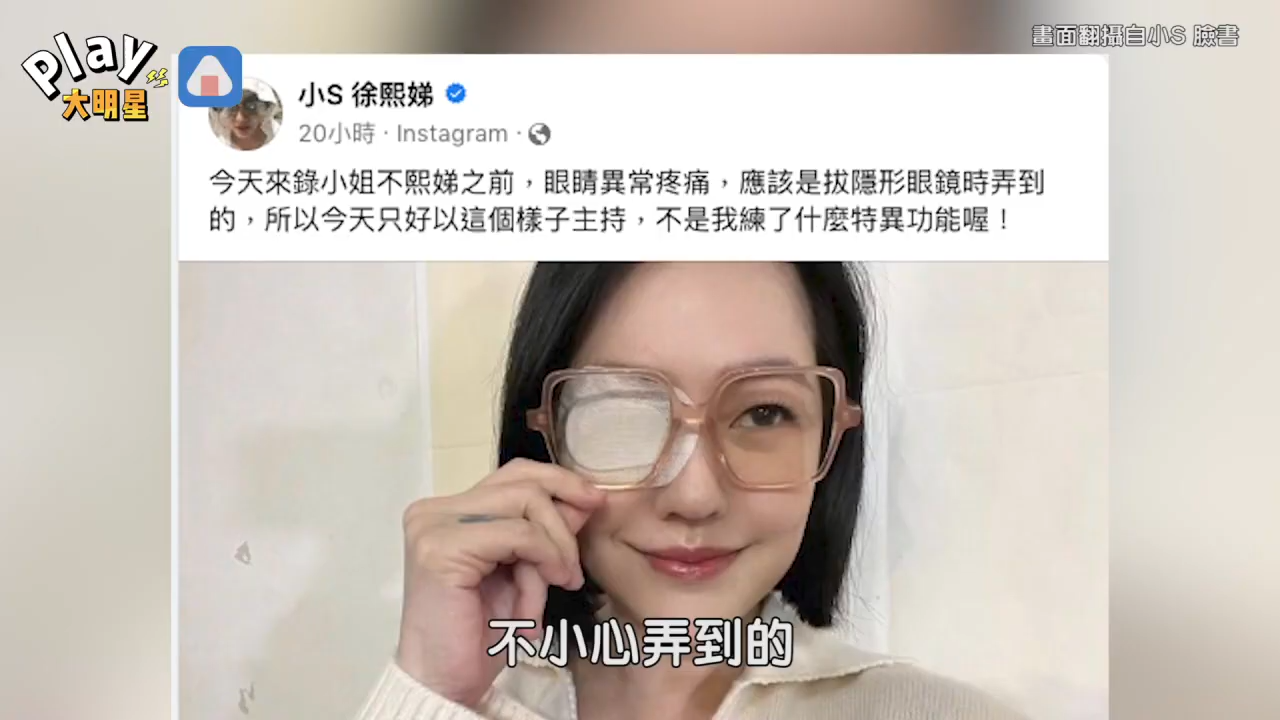 Play
大明星
畫面翻攝自小S 臉書
小S 徐熙娣
20小時 · Instagram ·
今天來錄小姐不熙娣之前，眼睛異常疼痛，應該是拔隱形眼鏡時弄到
的，所以今天只好以這個樣子主持，不是我練了什麼特異功能喔！
不小心弄到的